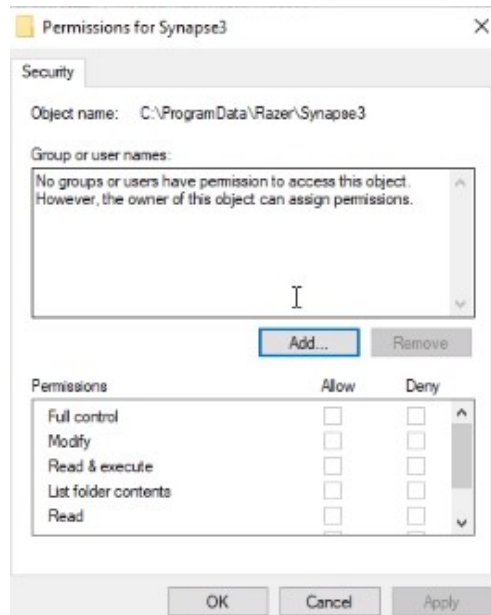 Permissions for Synapse3
Security
Object name: C:\ProgramData\Razer\Synapse3
Group or user names:
No groups or users have permission to access this object.
However, the owner of this object can assign permissions.
Add... Remove
Permissions Allow Deny
Full control
Modify
Read & execute
List folder contents
Read
OK Cancel Apply